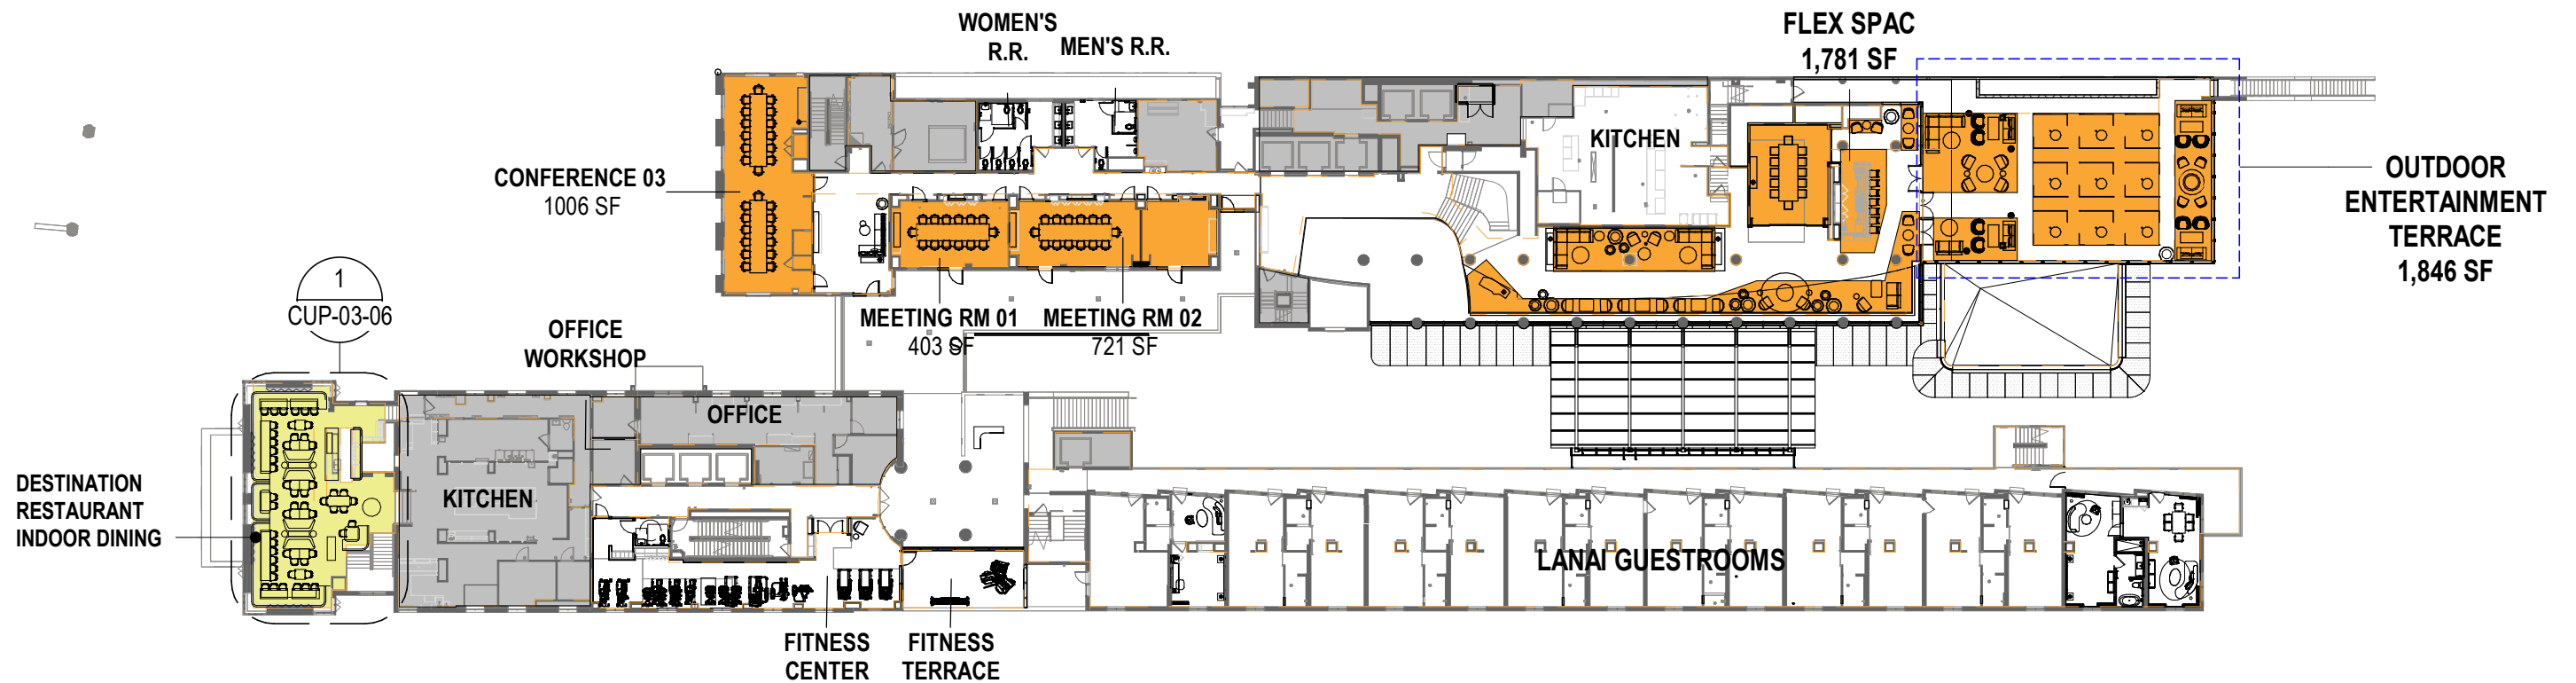 WOMEN'S
R.R.
MEN'S R.R.
FLEX SPAC
1,781 SF
KITCHEN
CONFERENCE 03
1006 SF
OUTDOOR
ENTERTAINMENT
TERRACE
1,846 SF
1
CUP-03-06
MEETING RM 01
403 SF
MEETING RM 02
721 SF
OFFICE
WORKSHOP
OFFICE
DESTINATION
RESTAURANT
INDOOR DINING
KITCHEN
LANAI GUESTROOMS
FITNESS
CENTER
FITNESS
TERRACE